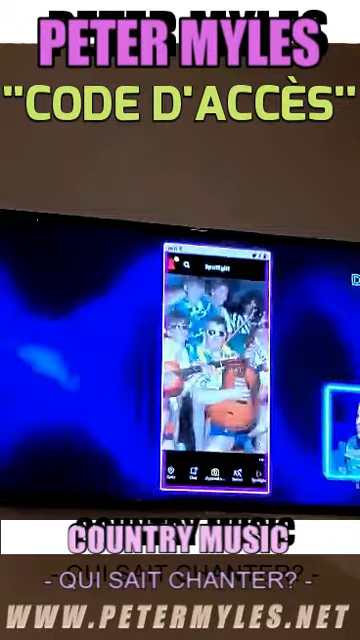 PETER MYLES
"CODE D'ACCÈS"
Spotlight
COUNTRY MUSIC
- QUI SAIT CHANTER? -
WWW.PETERMYLES.NET